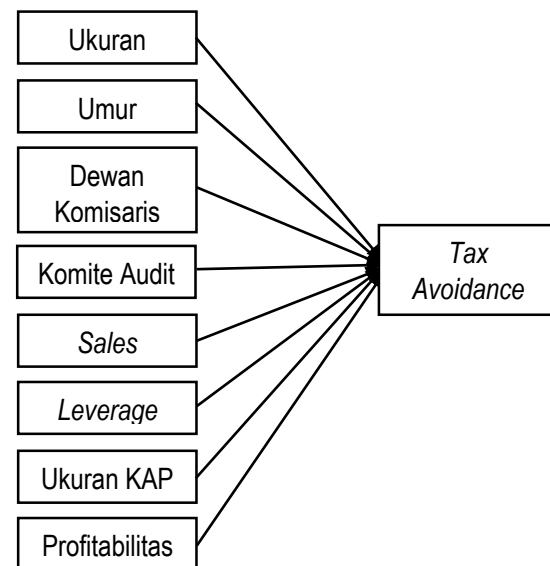 Ukuran
Umur
Dewan
Komisaris
Komite Audit
Sales
Leverage
Ukuran KAP
Profitabilitas
Tax
Avoidance